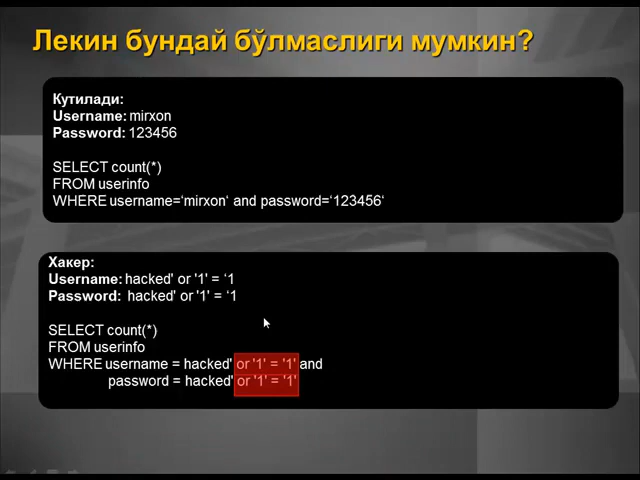 Лекин бундай бўлмаслиги мумкин?
Кутилади:
Username: mirxon
Password: 123456
SELECT count(*)
FROM userinfo
WHERE username=‘mirxon‘ and password=‘123456‘
Хакер:
Username: hacked' or '1' = ‘1
Password: hacked' or '1' = ‘1
SELECT count(*)
FROM userinfo
WHERE username = hacked' or '1' = '1' and
password = hacked' or '1' = '1'